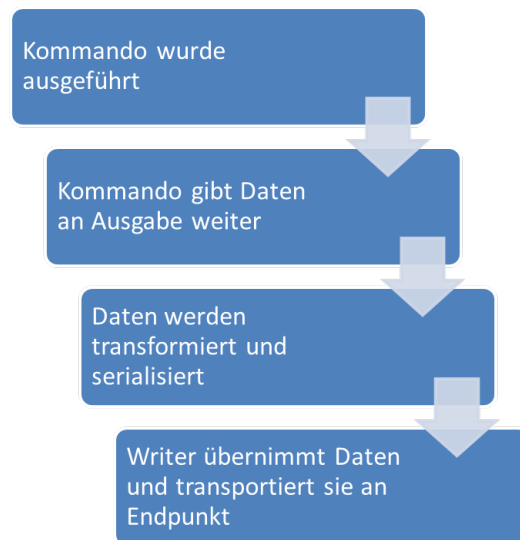 Kommando wurde
ausgeführt
Kommando gibt Daten
an Ausgabe weiter
Daten werden
transformiert und
serialisiert
Writer übernimmt Daten
und transportiert sie an
Endpunkt